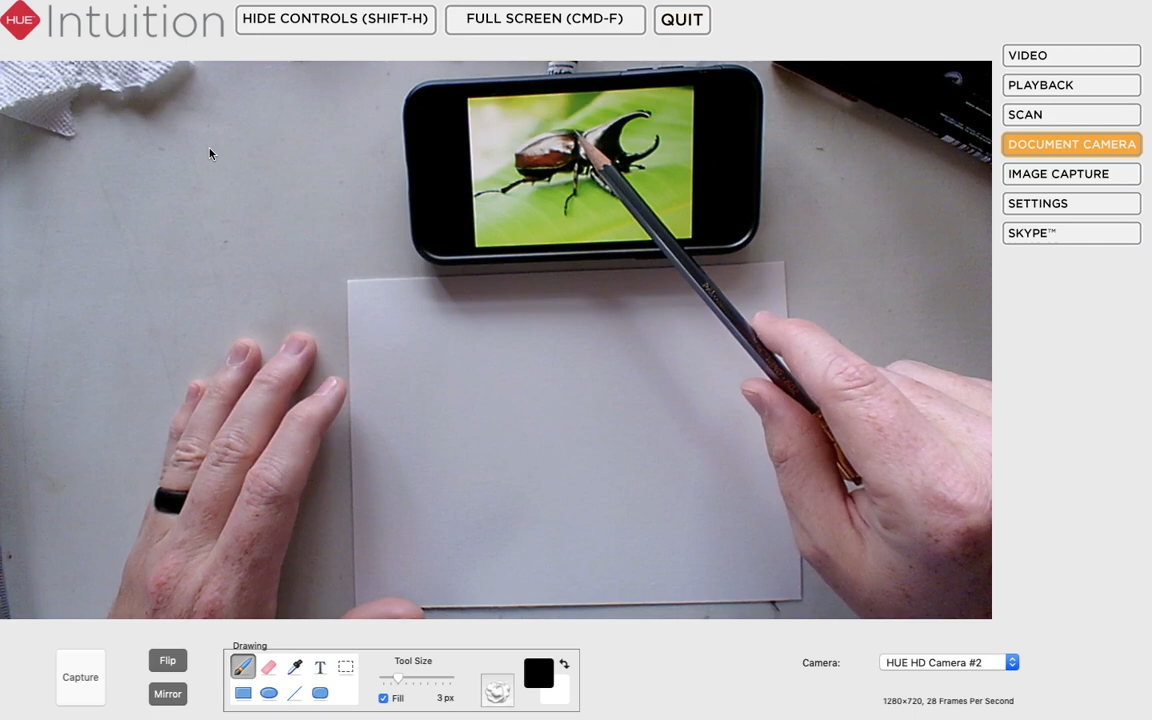 HUE Intuition
HIDE CONTROLS (SHIFT-H)
FULL SCREEN (CMD-F)
QUIT
VIDEO
PLAYBACK
SCAN
DOCUMENT CAMERA
IMAGE CAPTURE
SETTINGS
SKYPE™
Capture
Flip
Mirror
Drawing
T
Tool Size
Fill
3 px
Camera:
HUE HD Camera #2
1280×720, 28 Frames Per Second